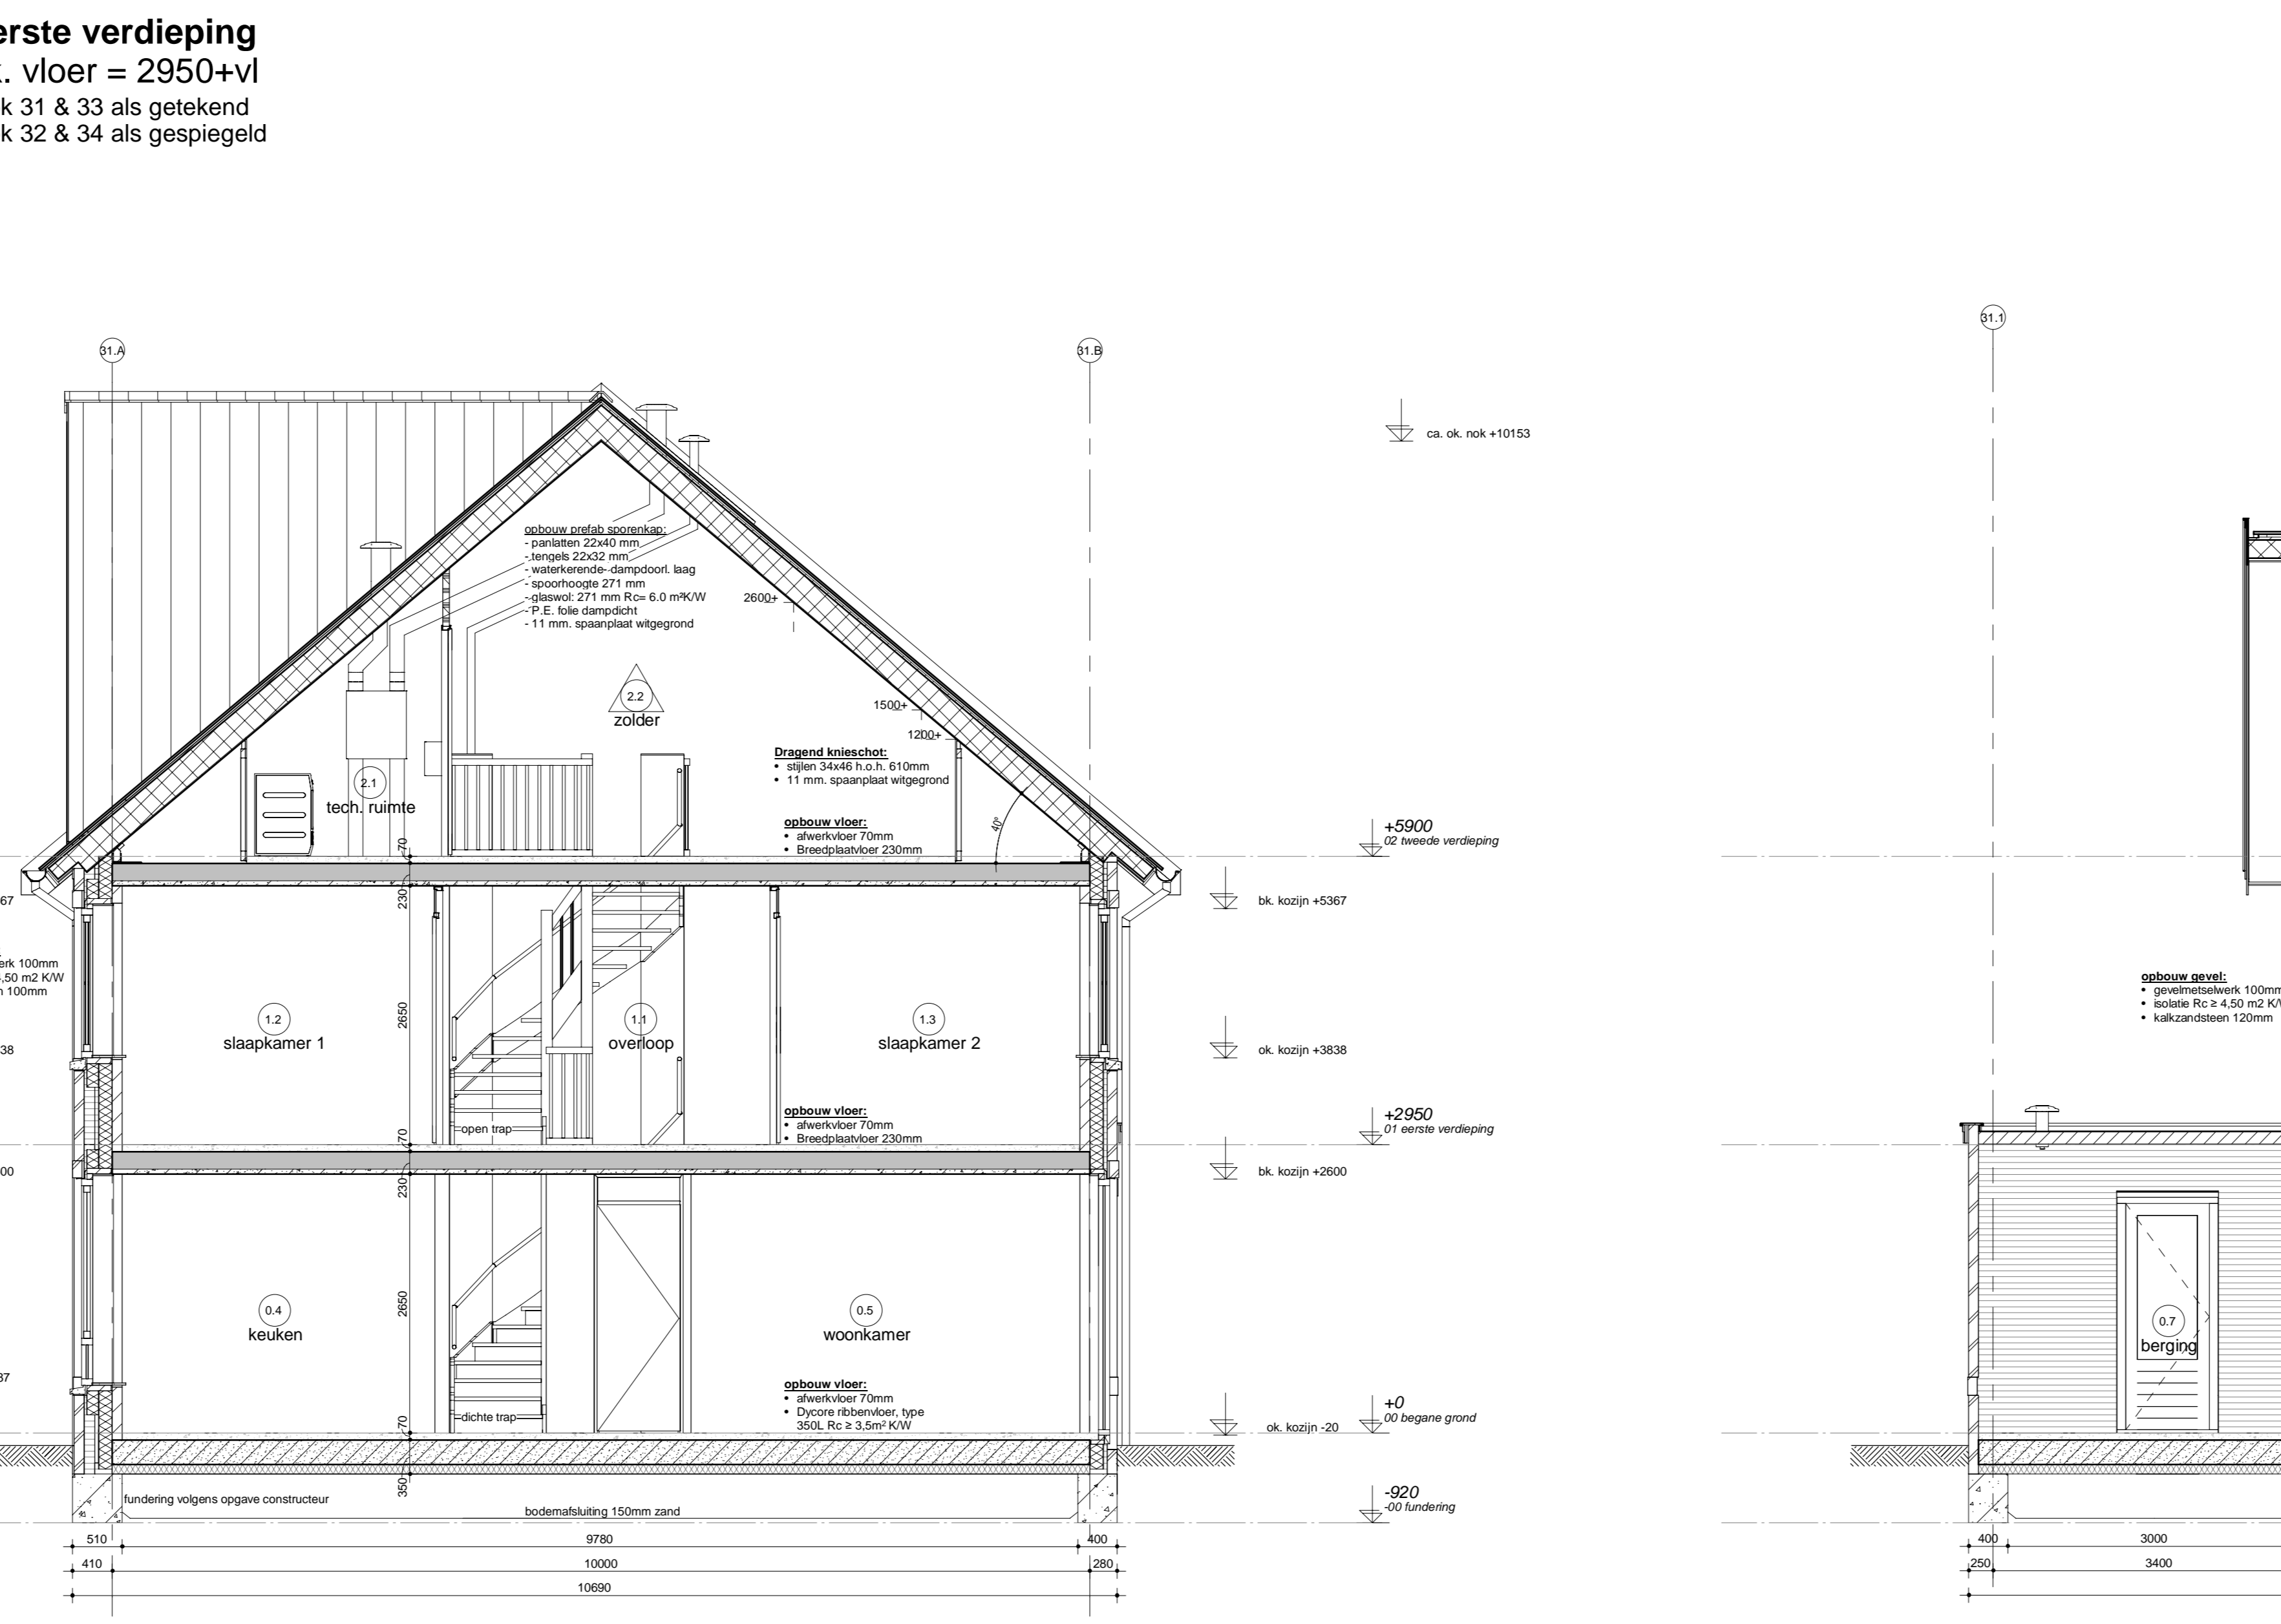 erste verdieping
k. vloer = 2950+vl
k 31 & 33 als getekend
k 32 & 34 als gespiegeld
31.A
31.B
31.1
ca. ok. nok +10153
opbouw prefab sporenkap:
- panlatten 22x40 mm
- tengels 22x32 mm
- waterkerende- dampdoorl. laag
- spoorhoogte 271 mm
- glaswol: 271 mm Rc= 6.0 m²K/W
- P.E. folie dampdicht
- 11 mm. spaanplaat witgegrond
2600+
1500+
1200+
2.2
zolder
Dragend knieschot:
• stijlen 34x46 h.o.h. 610mm
• 11 mm. spaanplaat witgegrond
2.1
tech. ruimte
opbouw vloer:
• afwerkvloer 70mm
• Breedplaatvloer 230mm
40°
70
+5900
02 tweede verdieping
230
67
bk. kozijn +5367
erk 100mm
,50 m2 K/W
n 100mm
opbouw gevel:
• gevelmetselwerk 100mm
• isolatie Rc ≥ 4,50 m2 K/W
• kalkzandsteen 120mm
2650
1.2
slaapkamer 1
1.1
overloop
1.3
slaapkamer 2
38
ok. kozijn +3838
opbouw vloer:
• afwerkvloer 70mm
• Breedplaatvloer 230mm
open trap
70
+2950
01 eerste verdieping
230
00
bk. kozijn +2600
2650
0.4
keuken
0.5
woonkamer
0.7
berging
37
opbouw vloer:
• afwerkvloer 70mm
• Dycore ribbenvloer, type
350L Rc ≥ 3,5m² K/W
dichte trap
70
ok. kozijn -20
+0
00 begane grond
350
fundering volgens opgave constructeur
bodemafsluiting 150mm zand
-920
-00 fundering
510
9780
400
410
10000
280
10690
400
3000
250
3400